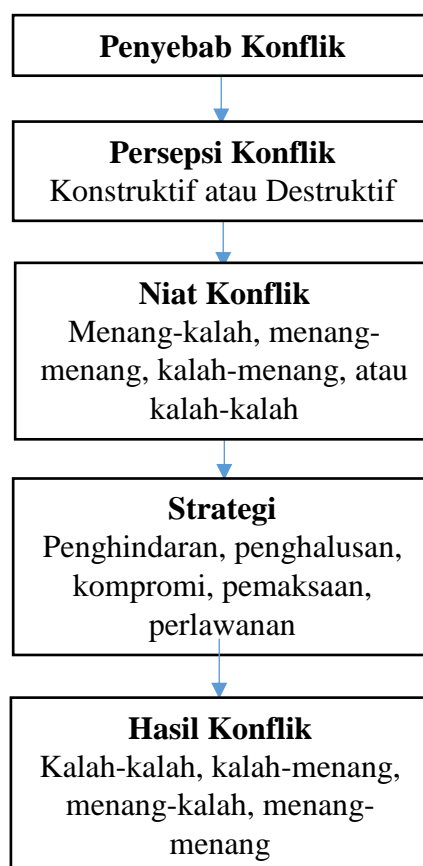 Penyebab Konflik
Persepsi Konflik
Konstruktif atau Destruktif
Niat Konflik
Menang-kalah, menang-
menang, kalah-menang, atau
kalah-kalah
Strategi
Penghindaran, penghalusan,
kompromi, pemaksaan,
perlawanan
Hasil Konflik
Kalah-kalah, kalah-menang,
menang-kalah, menang-
menang